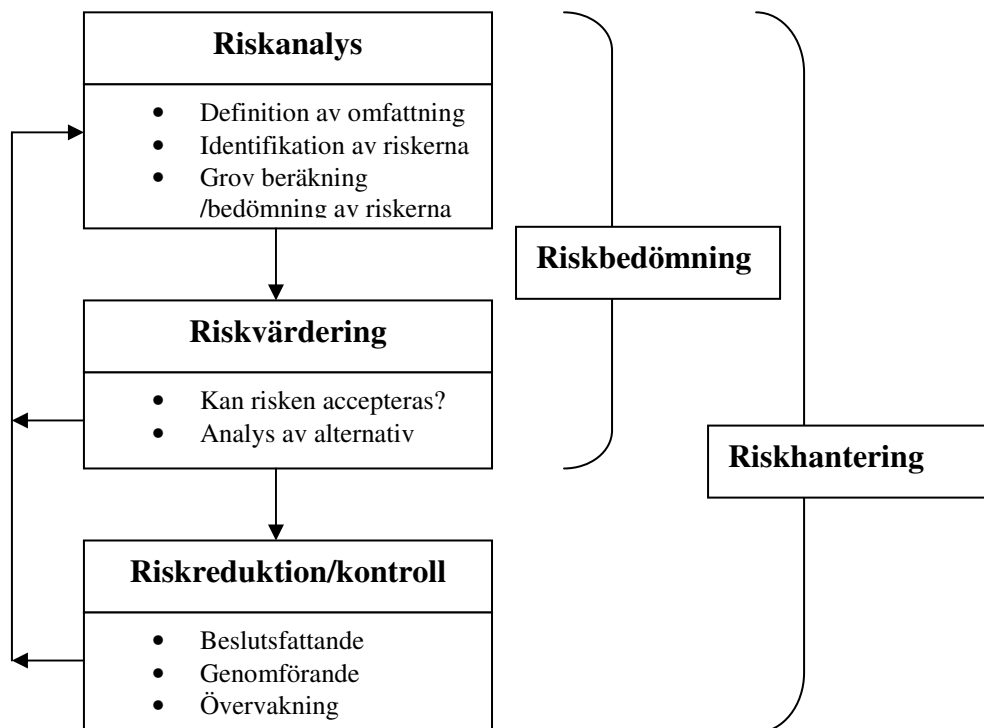 Riskanalys
• Definition av omfattning
• Identifikation av riskerna
• Grov beräkning
/bedömning av riskerna
Riskbedömning
Riskvärdering
• Kan risken accepteras?
• Analys av alternativ
Riskhantering
Riskreduktion/kontroll
• Beslutsfattande
• Genomförande
• Övervakning